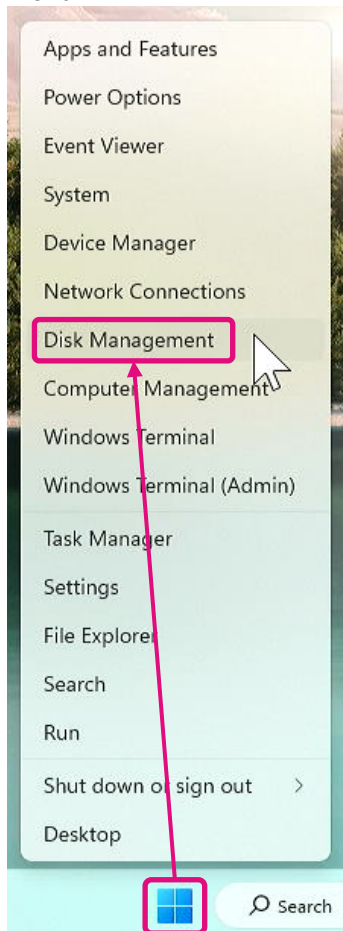 Apps and Features
Power Options
Event Viewer
System
Device Manager
Network Connections
Disk Management
Computer Management
Windows Terminal
Windows Terminal (Admin)
Task Manager
Settings
File Explorer
Search
Run
Shut down or sign out
Desktop
Search